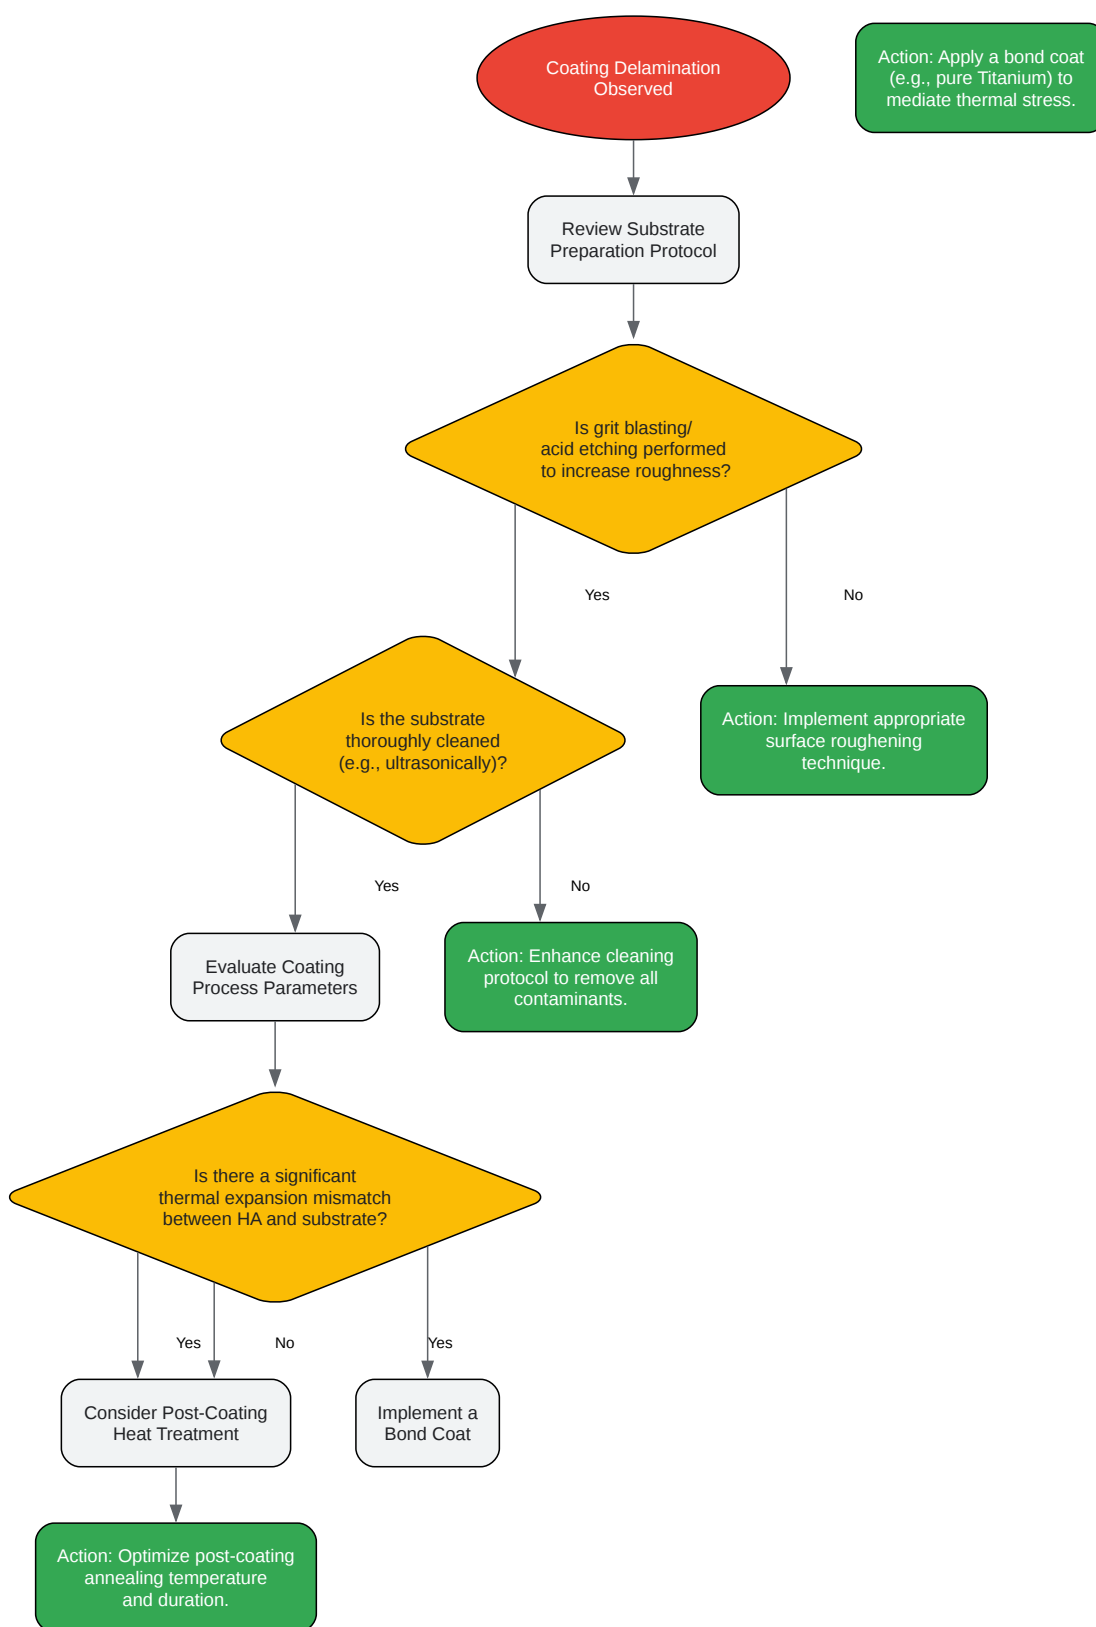 Coating Delamination
Observed
Action: Apply a bond coat
(e.g., pure Titanium) to
mediate thermal stress.
Review Substrate
Preparation Protocol
Is grit blasting/
acid etching performed
to increase roughness?
Yes
No
Is the substrate
thoroughly cleaned
(e.g., ultrasonically)?
Action: Implement appropriate
surface roughening
technique.
Yes
No
Evaluate Coating
Process Parameters
Action: Enhance cleaning
protocol to remove all
contaminants.
Is there a significant
thermal expansion mismatch
between HA and substrate?
Yes
No
Yes
Consider Post-Coating
Heat Treatment
Implement a
Bond Coat
Action: Optimize post-coating
annealing temperature
and duration.